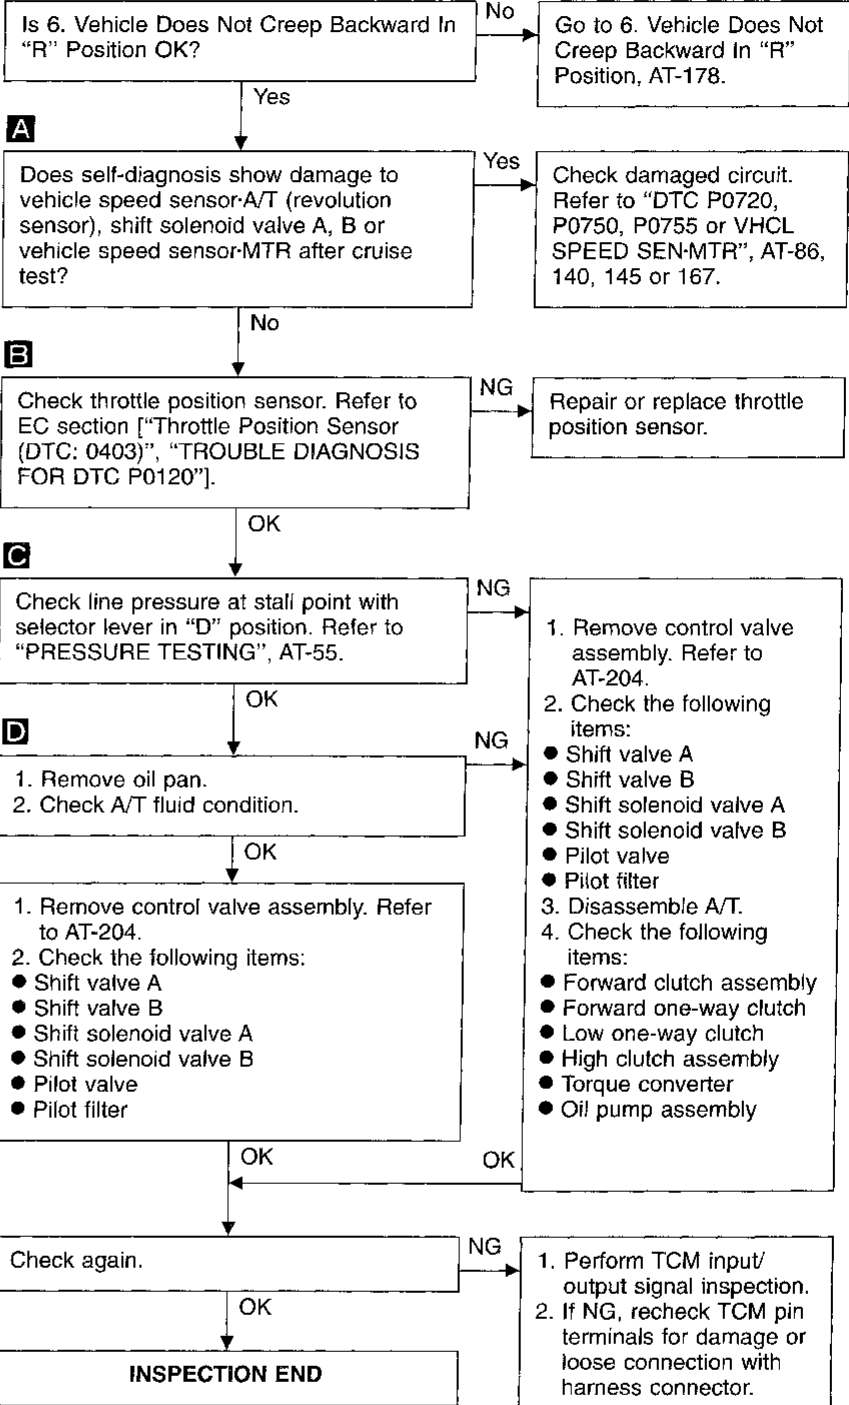 Is 6. Vehicle Does Not Creep Backward In
“R” Position OK?
No
Go to 6. Vehicle Does Not
Creep Backward In “R”
Position, AT-178.
Yes
A
Does self-diagnosis show damage to
vehicle speed sensor·A/T (revolution
sensor), shift solenoid valve A, B or
vehicle speed sensor·MTR after cruise
test?
Yes
Check damaged circuit.
Refer to “DTC P0720,
P0750, P0755 or VHCL
SPEED SEN·MTR”, AT-86,
140, 145 or 167.
No
B
Check throttle position sensor. Refer to
EC section [“Throttle Position Sensor
(DTC: 0403)”, “TROUBLE DIAGNOSIS
FOR DTC P0120”].
NG
Repair or replace throttle
position sensor.
OK
C
Check line pressure at stall point with
selector lever in “D” position. Refer to
“PRESSURE TESTING”, AT-55.
NG
OK
D
1. Remove oil pan.
2. Check A/T fluid condition.
NG
1. Remove control valve
assembly. Refer to
AT-204.
2. Check the following
items:
● Shift valve A
● Shift valve B
● Shift solenoid valve A
● Shift solenoid valve B
● Pilot valve
● Pilot filter
3. Disassemble A/T.
4. Check the following
items:
● Forward clutch assembly
● Forward one-way clutch
● Low one-way clutch
● High clutch assembly
● Torque converter
● Oil pump assembly
OK
1. Remove control valve assembly. Refer
to AT-204.
2. Check the following items:
● Shift valve A
● Shift valve B
● Shift solenoid valve A
● Shift solenoid valve B
● Pilot valve
● Pilot filter
OK
OK
Check again.
NG
1. Perform TCM input/
output signal inspection.
2. If NG, recheck TCM pin
terminals for damage or
loose connection with
harness connector.
OK
INSPECTION END